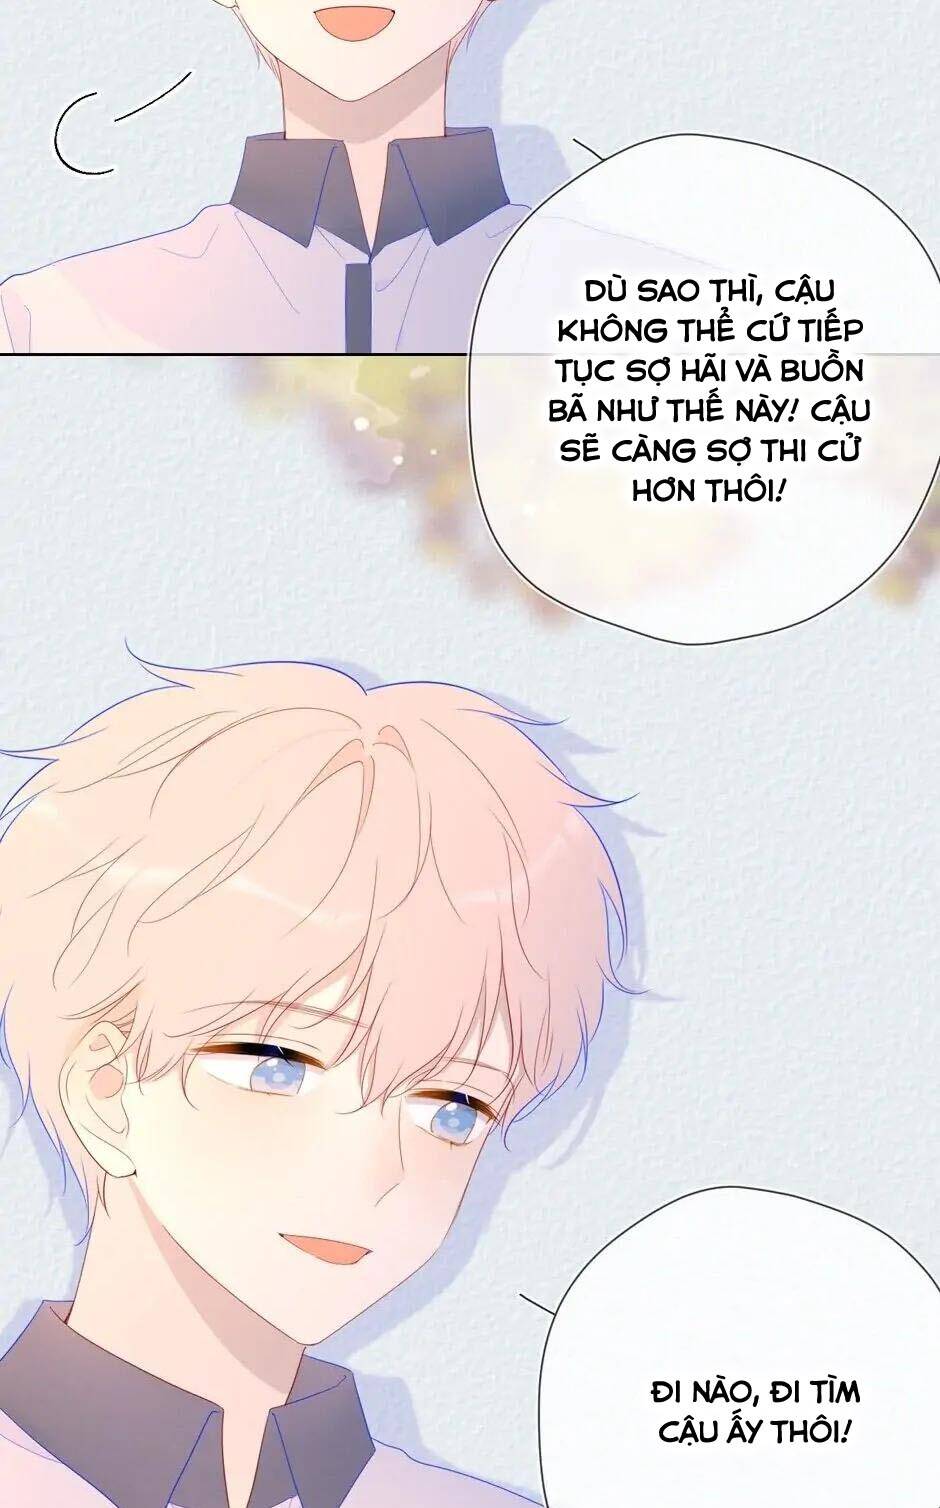 DÙ SAO THÌ, CẬU
KHÔNG THỂ CỨ TIẾP
TỤC SỢ HÃI VÀ BUỒN
BÃ NHƯ THẾ NÀY! CẬU
SẼ CÀNG SỢ THI CỬ
HƠN THÔI!
ĐI NÀO, ĐI TÌM
CẬU ẤY THÔI!